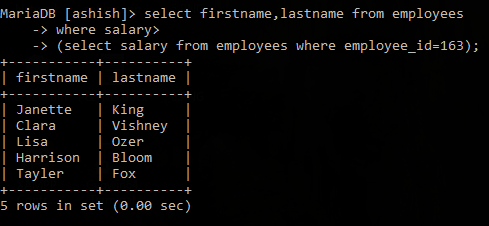 MariaDB [ashish]> select firstname,lastname from employees
    -> where salary>
    -> (select salary from employees where employee_id=163);
+-----------+----------+
| firstname | lastname |
+-----------+----------+
| Janette   | King     |
| Clara     | Vishney  |
| Lisa      | Ozer     |
| Harrison  | Bloom    |
| Tayler    | Fox      |
+-----------+----------+
5 rows in set (0.00 sec)